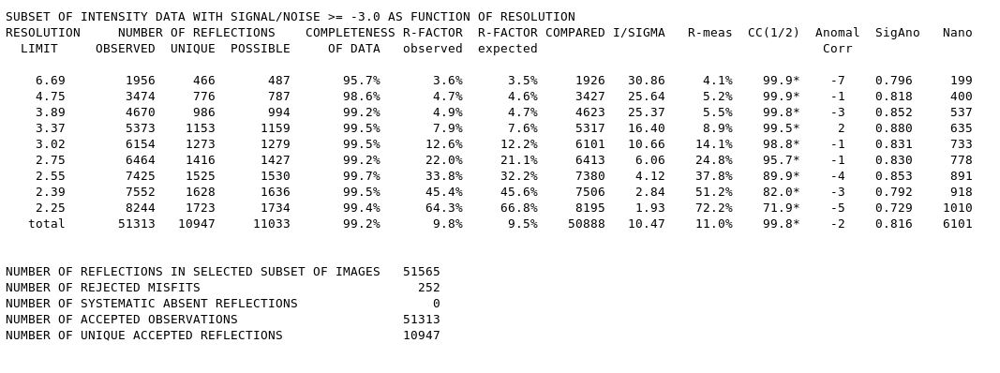 SUBSET OF INTENSITY DATA WITH SIGNAL/NOISE >= -3.0 AS FUNCTION OF RESOLUTION
RESOLUTION     NUMBER OF REFLECTIONS    COMPLETENESS R-FACTOR  R-FACTOR COMPARED I/SIGMA   R-meas  CC(1/2)  Anomal  SigAno   Nano
  LIMIT     OBSERVED  UNIQUE  POSSIBLE     OF DATA   observed  expected                                      Corr
    6.69        1956     466       487       95.7%       3.6%      3.5%     1926   30.86     4.1%    99.9*    -7    0.796     199
    4.75        3474     776       787       98.6%       4.7%      4.6%     3427   25.64     5.2%    99.9*    -1    0.818     400
    3.89        4670     986       994       99.2%       4.9%      4.7%     4623   25.37     5.5%    99.8*    -3    0.852     537
    3.37        5373    1153      1159       99.5%       7.9%      7.6%     5317   16.40     8.9%    99.5*     2    0.880     635
    3.02        6154    1273      1279       99.5%      12.6%     12.2%     6101   10.66    14.1%    98.8*    -1    0.831     733
    2.75        6464    1416      1427       99.2%      22.0%     21.1%     6413    6.06    24.8%    95.7*    -1    0.830     778
    2.55        7425    1525      1530       99.7%      33.8%     32.2%     7380    4.12    37.8%    89.9*    -4    0.853     891
    2.39        7552    1628      1636       99.5%      45.4%     45.6%     7506    2.84    51.2%    82.0*    -3    0.792     918
    2.25        8244    1723      1734       99.4%      64.3%     66.8%     8195    1.93    72.2%    71.9*    -5    0.729    1010
   total       51313   10947     11033       99.2%       9.8%      9.5%    50888   10.47    11.0%    99.8*    -2    0.816    6101
NUMBER OF REFLECTIONS IN SELECTED SUBSET OF IMAGES   51565
NUMBER OF REJECTED MISFITS                             252
NUMBER OF SYSTEMATIC ABSENT REFLECTIONS                  0
NUMBER OF ACCEPTED OBSERVATIONS                      51313
NUMBER OF UNIQUE ACCEPTED REFLECTIONS                10947